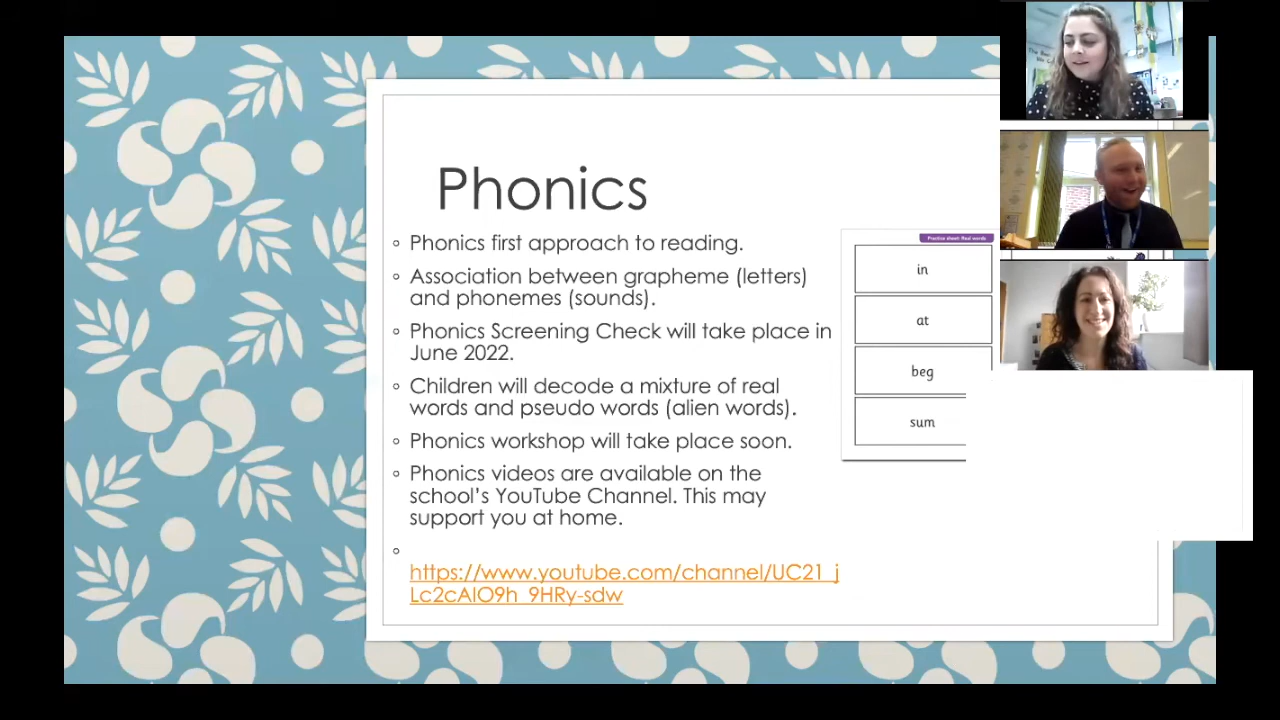 Phonics
Phonics first approach to reading.
Association between grapheme (letters)
and phonemes (sounds).
Phonics Screening Check will take place in
June 2022.
Children will decode a mixture of real
words and pseudo words (alien words).
Phonics workshop will take place soon.
Phonics videos are available on the
school's YouTube Channel. This may
support you at home.
https://www.youtube.com/channel/UC21_j
Lc2cAlO9h_9HRy-sdw
Practice sheet: Real words
in
at
beg
sum